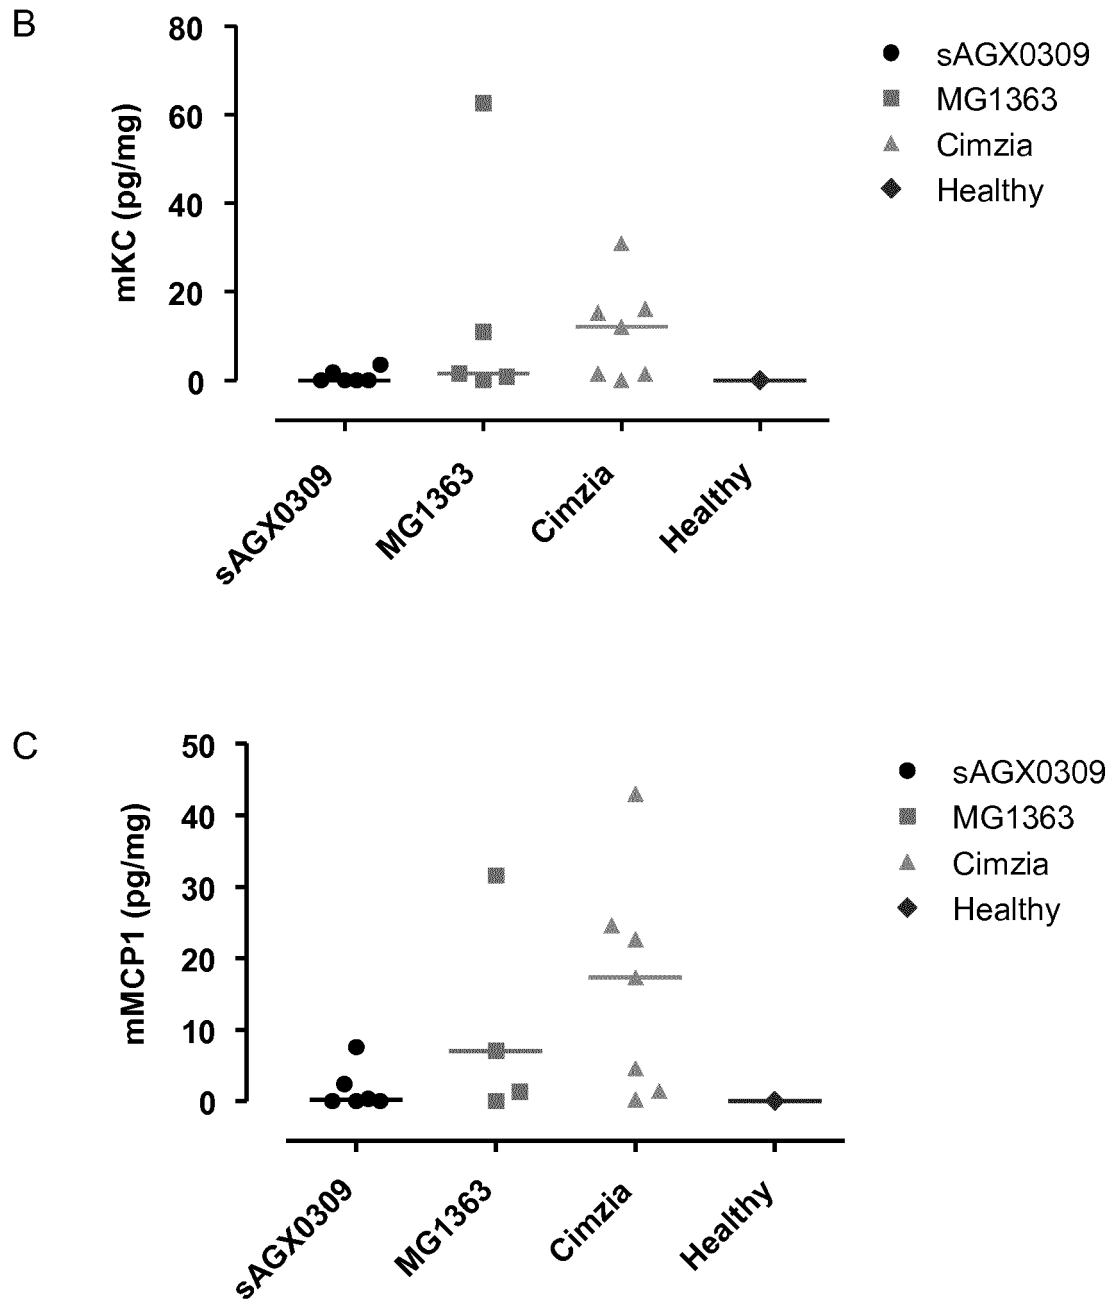 B
80
60
40
20
0
mKC (pg/mg)
sAGX0309
MG1363
Cimzia
Healthy
sAGX0309
MG1363
Cimzia
Healthy
C
50
40
30
20
10
0
mMCP1 (pg/mg)
sAGX0309
MG1363
Cimzia
Healthy
sAGX0309
MG1363
Cimzia
Healthy